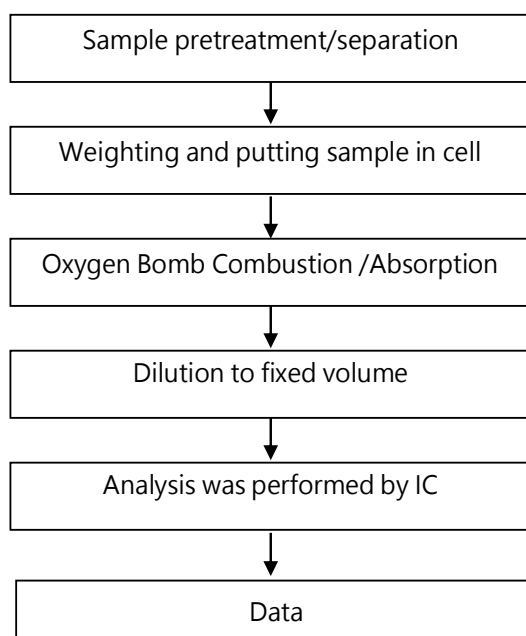 Sample pretreatment/separation
Weighting and putting sample in cell
Oxygen Bomb Combustion /Absorption
Dilution to fixed volume
Analysis was performed by IC
Data